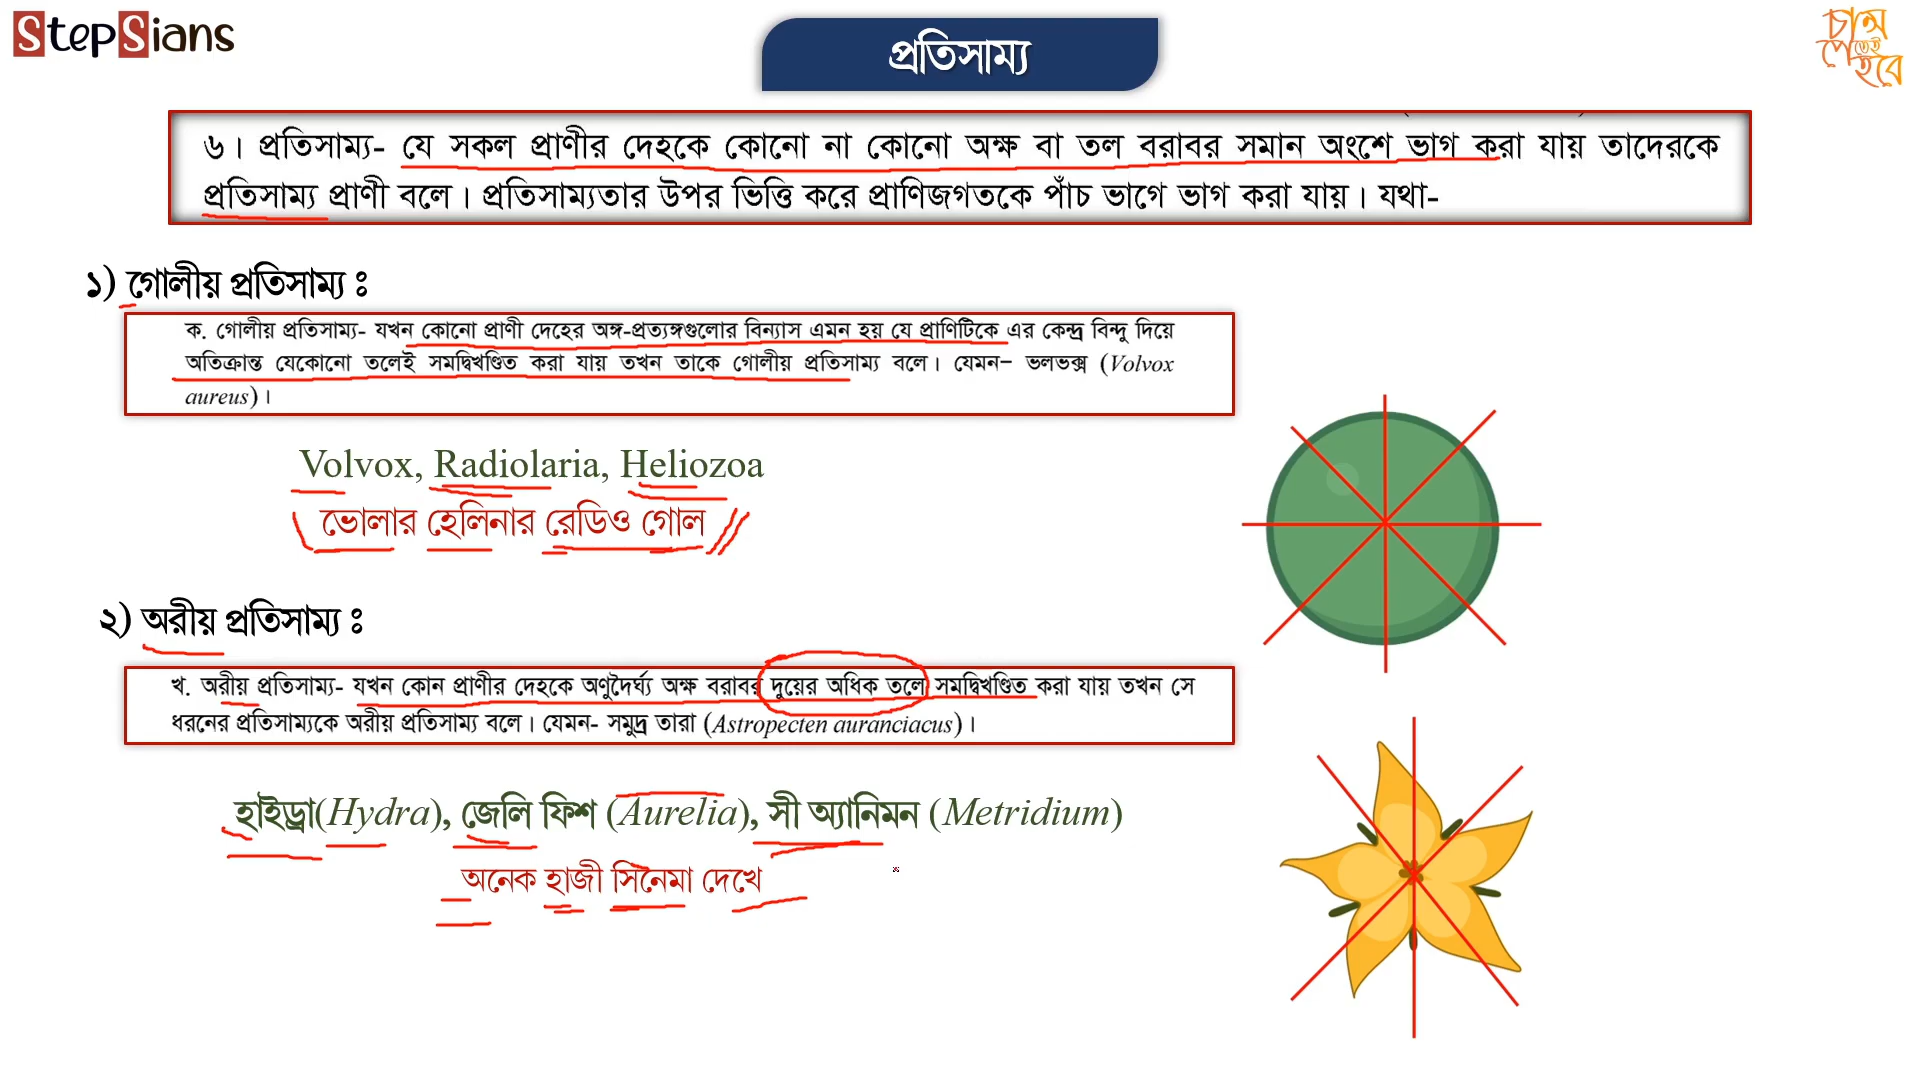 StepSians
প্রতিসাম্য
চান্স
পেতেই
হবে
৬। প্রতিসাম্য- যে সকল প্রাণীর দেহকে কোনো না কোনো অক্ষ বা তল বরাবর সমান অংশে ভাগ করা যায় তাদেরকে
প্রতিসাম্য প্রাণী বলে। প্রতিসাম্যতার উপর ভিত্তি করে প্রাণিজগতকে পাঁচ ভাগে ভাগ করা যায়। যথা-
১) গোলীয় প্রতিসাম্য ঃ
ক. গোলীয় প্রতিসাম্য- যখন কোনো প্রাণী দেহের অঙ্গ-প্রত্যঙ্গগুলোর বিন্যাস এমন হয় যে প্রাণিটিকে এর কেন্দ্র বিন্দু দিয়ে
অতিক্রান্ত যেকোনো তলেই সমদ্বিখণ্ডিত করা যায় তখন তাকে গোলীয় প্রতিসাম্য বলে। যেমন– ভলভক্স (Volvox
aureus)।
Volvox, Radiolaria, Heliozoa
ভোলার হেলিনার রেডিও গোল
২) অরীয় প্রতিসাম্য ঃ
খ. অরীয় প্রতিসাম্য- যখন কোন প্রাণীর দেহকে অণুদৈর্ঘ্য অক্ষ বরাবর দুয়ের অধিক তলে সমদ্বিখণ্ডিত করা যায় তখন সে
ধরনের প্রতিসাম্যকে অরীয় প্রতিসাম্য বলে। যেমন- সমুদ্র তারা (Astropecten auranciacus)।
হাইড্রা(Hydra), জেলি ফিশ (Aurelia), সী অ্যানিমন (Metridium)
অনেক হাজী সিনেমা দেখে